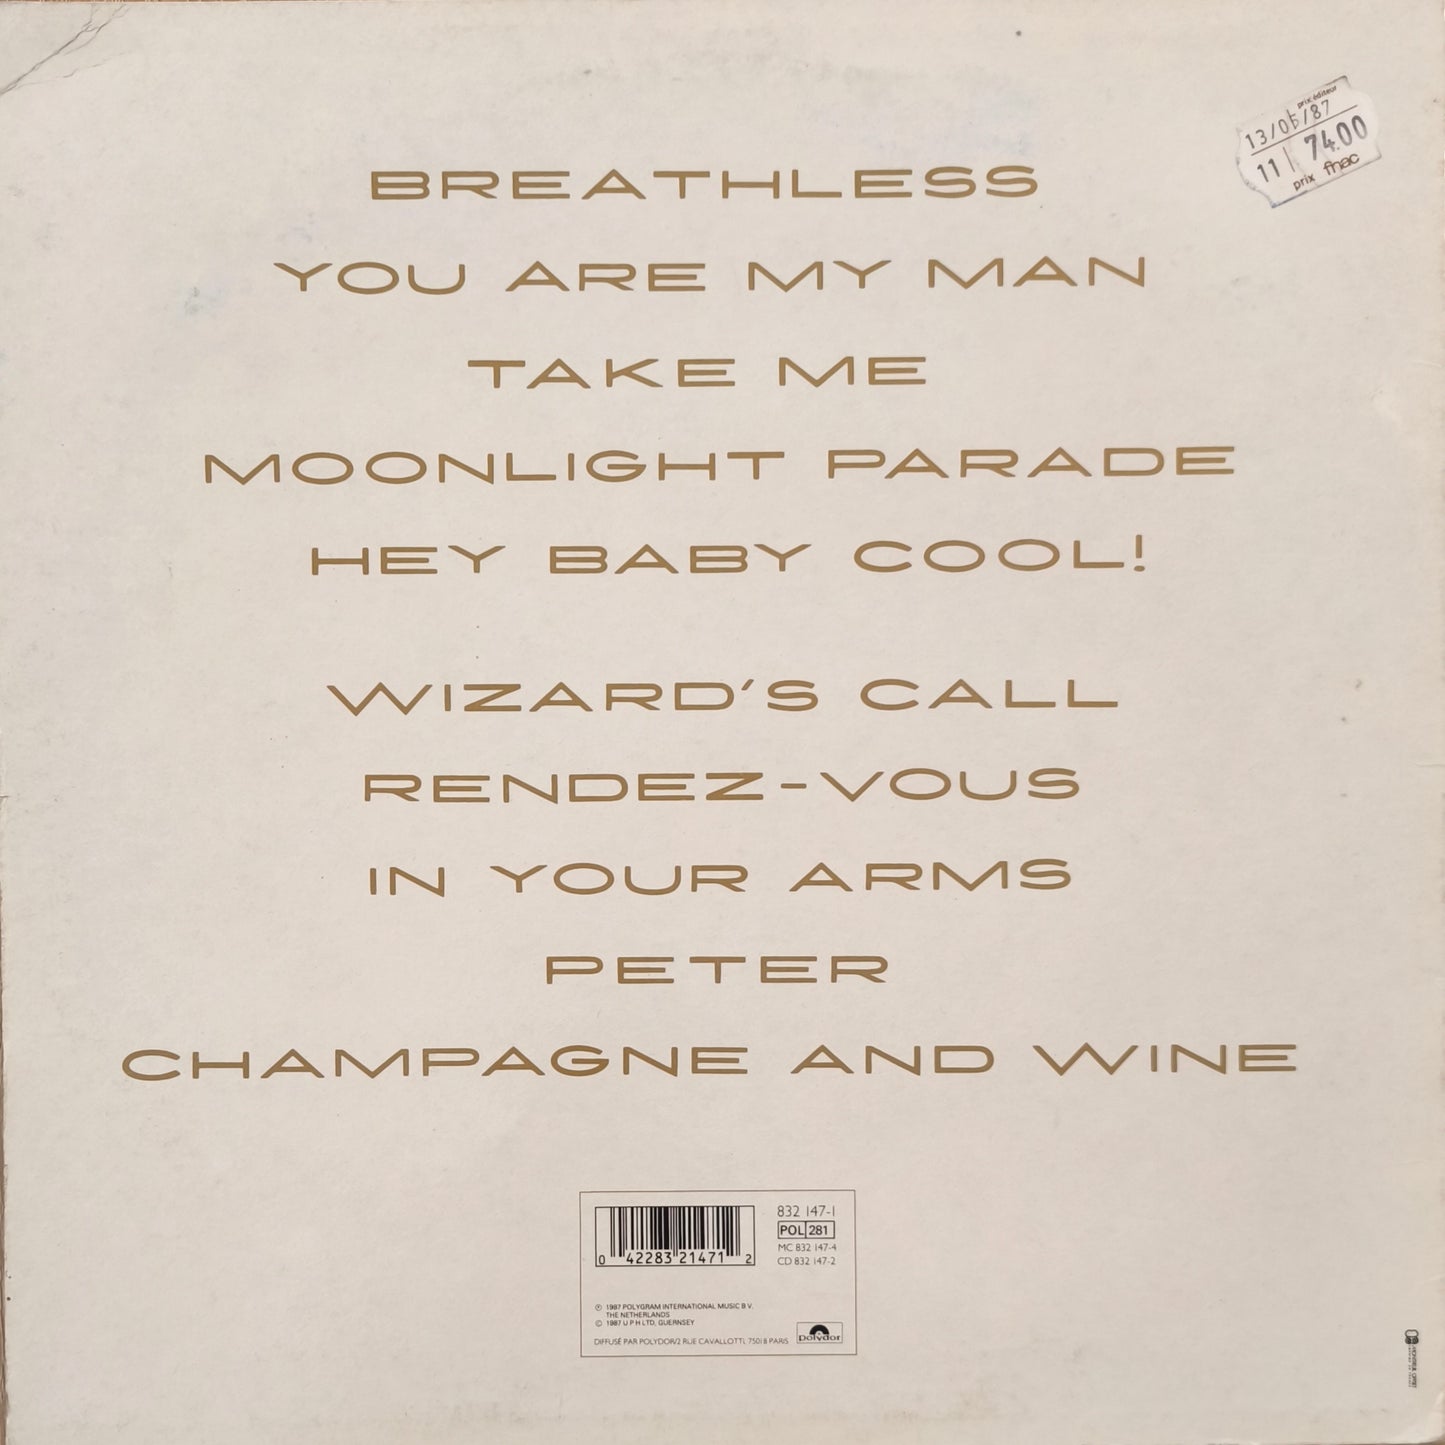 prix éditeur
13/05/87
11 74.00
prix fnac
BREATHLESS
YOU ARE MY MAN
TAKE ME
MOONLIGHT PARADE
HEY BABY COOL!
WIZARD'S CALL
RENDEZ-VOUS
IN YOUR ARMS
PETER
CHAMPAGNE AND WINE
832 147-1
POL 281
MC 832 147-4
CD 832 147-2
0 42283 21471 2
℗ 1987 POLYGRAM INTERNATIONAL MUSIC B V.
THE NETHERLANDS
© 1987 U P H LTD, GUERNSEY
DIFFUSÉ PAR POLYDOR/2 RUE CAVALLOTTI, 75018 PARIS
polydor